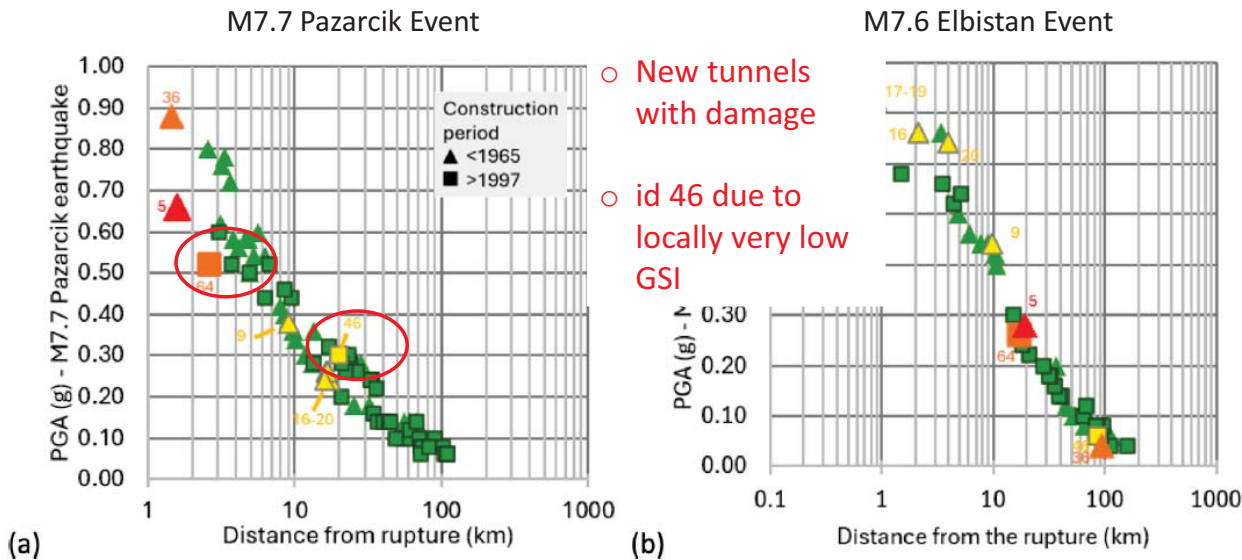 M7.7 Pazarcik Event
M7.6 Elbistan Event
PGA (g) - M7.7 Pazarcik earthquake
1.00
0.90
0.80
0.70
0.60
0.50
0.40
0.30
0.20
0.10
0.00
36
5
64
9
46
16-20
Construction
period
<1965
>1997
1
10
100
1000
Distance from rupture (km)
(a)
○ New tunnels
with damage
○ id 46 due to
locally very low
GSI
17-19
16
20
9
5
64
36
PGA (g) - M
0.30
0.20
0.10
0.00
0.1
1
10
100
1000
Distance from the rupture (km)
(b)